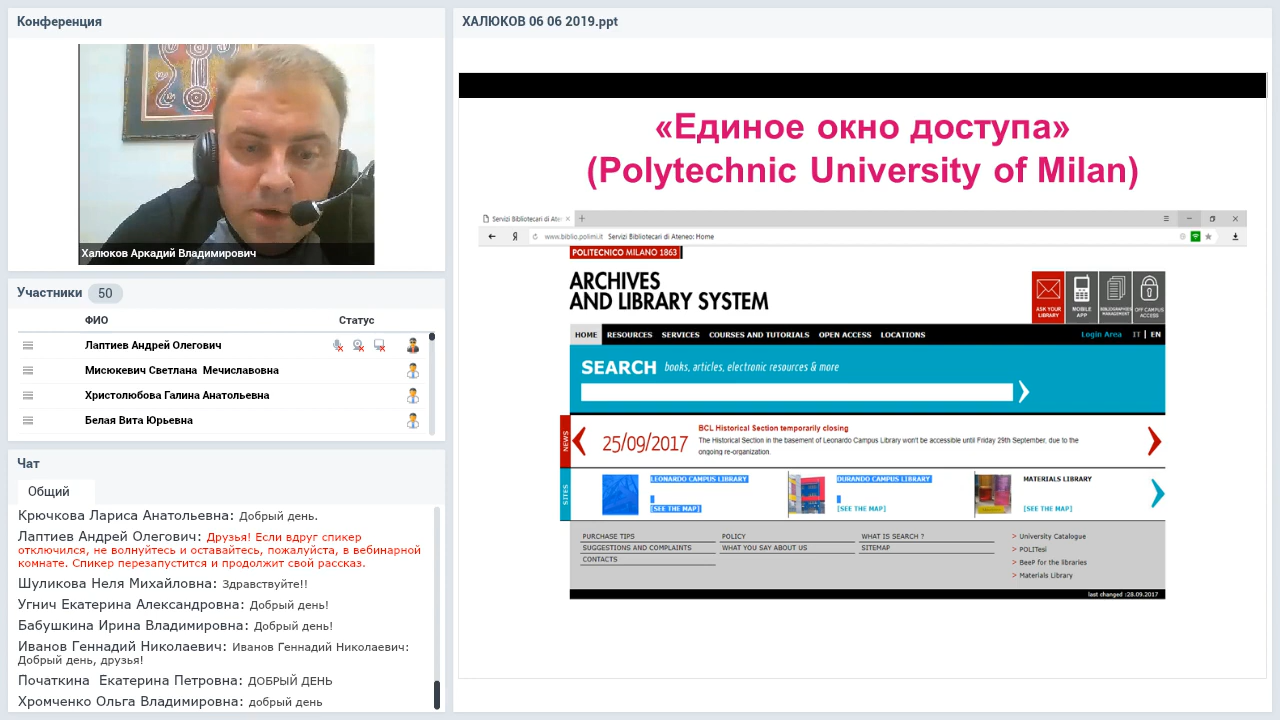 Конференция
Халюков Аркадий Владимирович
Участники 50
ФИО Статус
Лаптиев Андрей Олегович
Мисюкевич Светлана Мечиславовна
Христолюбова Галина Анатольевна
Белая Вита Юрьевна
Чат
Общий
Крючкова Лариса Анатольевна: Добрый день.
Лаптиев Андрей Олегович: Друзья! Если вдруг спикер
отключился, не волнуйтесь и оставайтесь, пожалуйста, в вебинарной
комнате. Спикер перезапустится и продолжит свой рассказ.
Шуликова Неля Михайловна: Здравствуйте!!
Угнич Екатерина Александровна: Добрый день!
Бабушкина Ирина Владимировна: Добрый день!
Иванов Геннадий Николаевич: Иванов Геннадий Николаевич:
Добрый день, друзья!
Початкина Екатерина Петровна: ДОБРЫЙ ДЕНЬ
Хромченко Ольга Владимировна: добрый день
ХАЛЮКОВ 06 06 2019.ppt
«Единое окно доступа»
(Polytechnic University of Milan)
Servizi Bibliotecari di Ate
Я www.biblio.polimi.it Servizi Bibliotecari di Ateneo: Home
POLITECNICO MILANO 1863
ARCHIVES
AND LIBRARY SYSTEM
ASK YOUR
LIBRARY
MOBILE
APP
BIBLIOGRAPHIES
MANAGEMENT
OFF CAMPUS
ACCESS
HOME RESOURCES SERVICES COURSES AND TUTORIALS OPEN ACCESS LOCATIONS Login Area IT | EN
SEARCH books, articles, electronic resources & more
NEWS
25/09/2017
BCL Historical Section temporarily closing
The Historical Section in the basement of Leonardo Campus Library won't be accessible until Friday 29th September, due to the
ongoing re-organization.
SITES
LEONARDO CAMPUS LIBRARY
[SEE THE MAP]
DURANDO CAMPUS LIBRARY
[SEE THE MAP]
MATERIALS LIBRARY
[SEE THE MAP]
PURCHASE TIPS
SUGGESTIONS AND COMPLAINTS
CONTACTS
POLICY
WHAT YOU SAY ABOUT US
WHAT IS SEARCH ?
SITEMAP
> University Catalogue
> POLITesi
> BeeP for the libraries
> Materials Library
last changed :28.09.2017